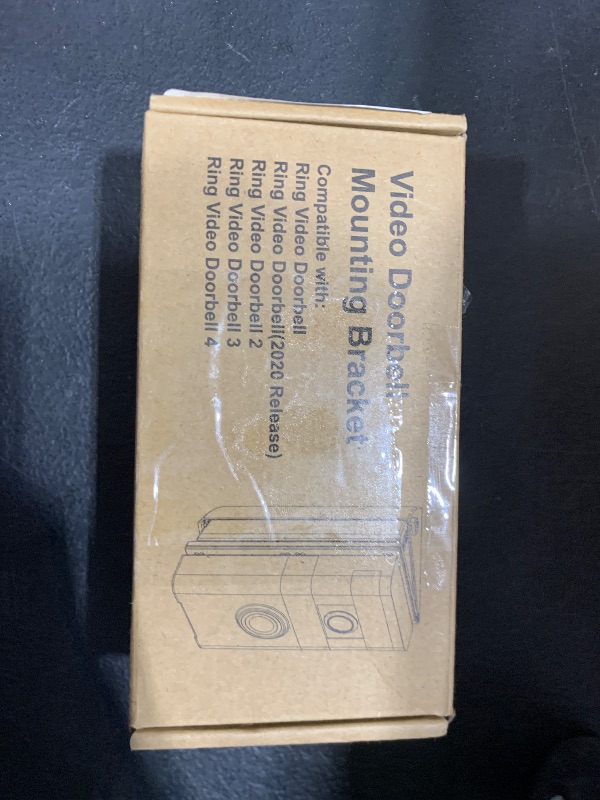 Video Doorbell
Mounting Bracket
Compatible with:
Ring Video Doorbell
Ring Video Doorbell(2020 Release)
Ring Video Doorbell 2
Ring Video Doorbell 3
Ring Video Doorbell 4